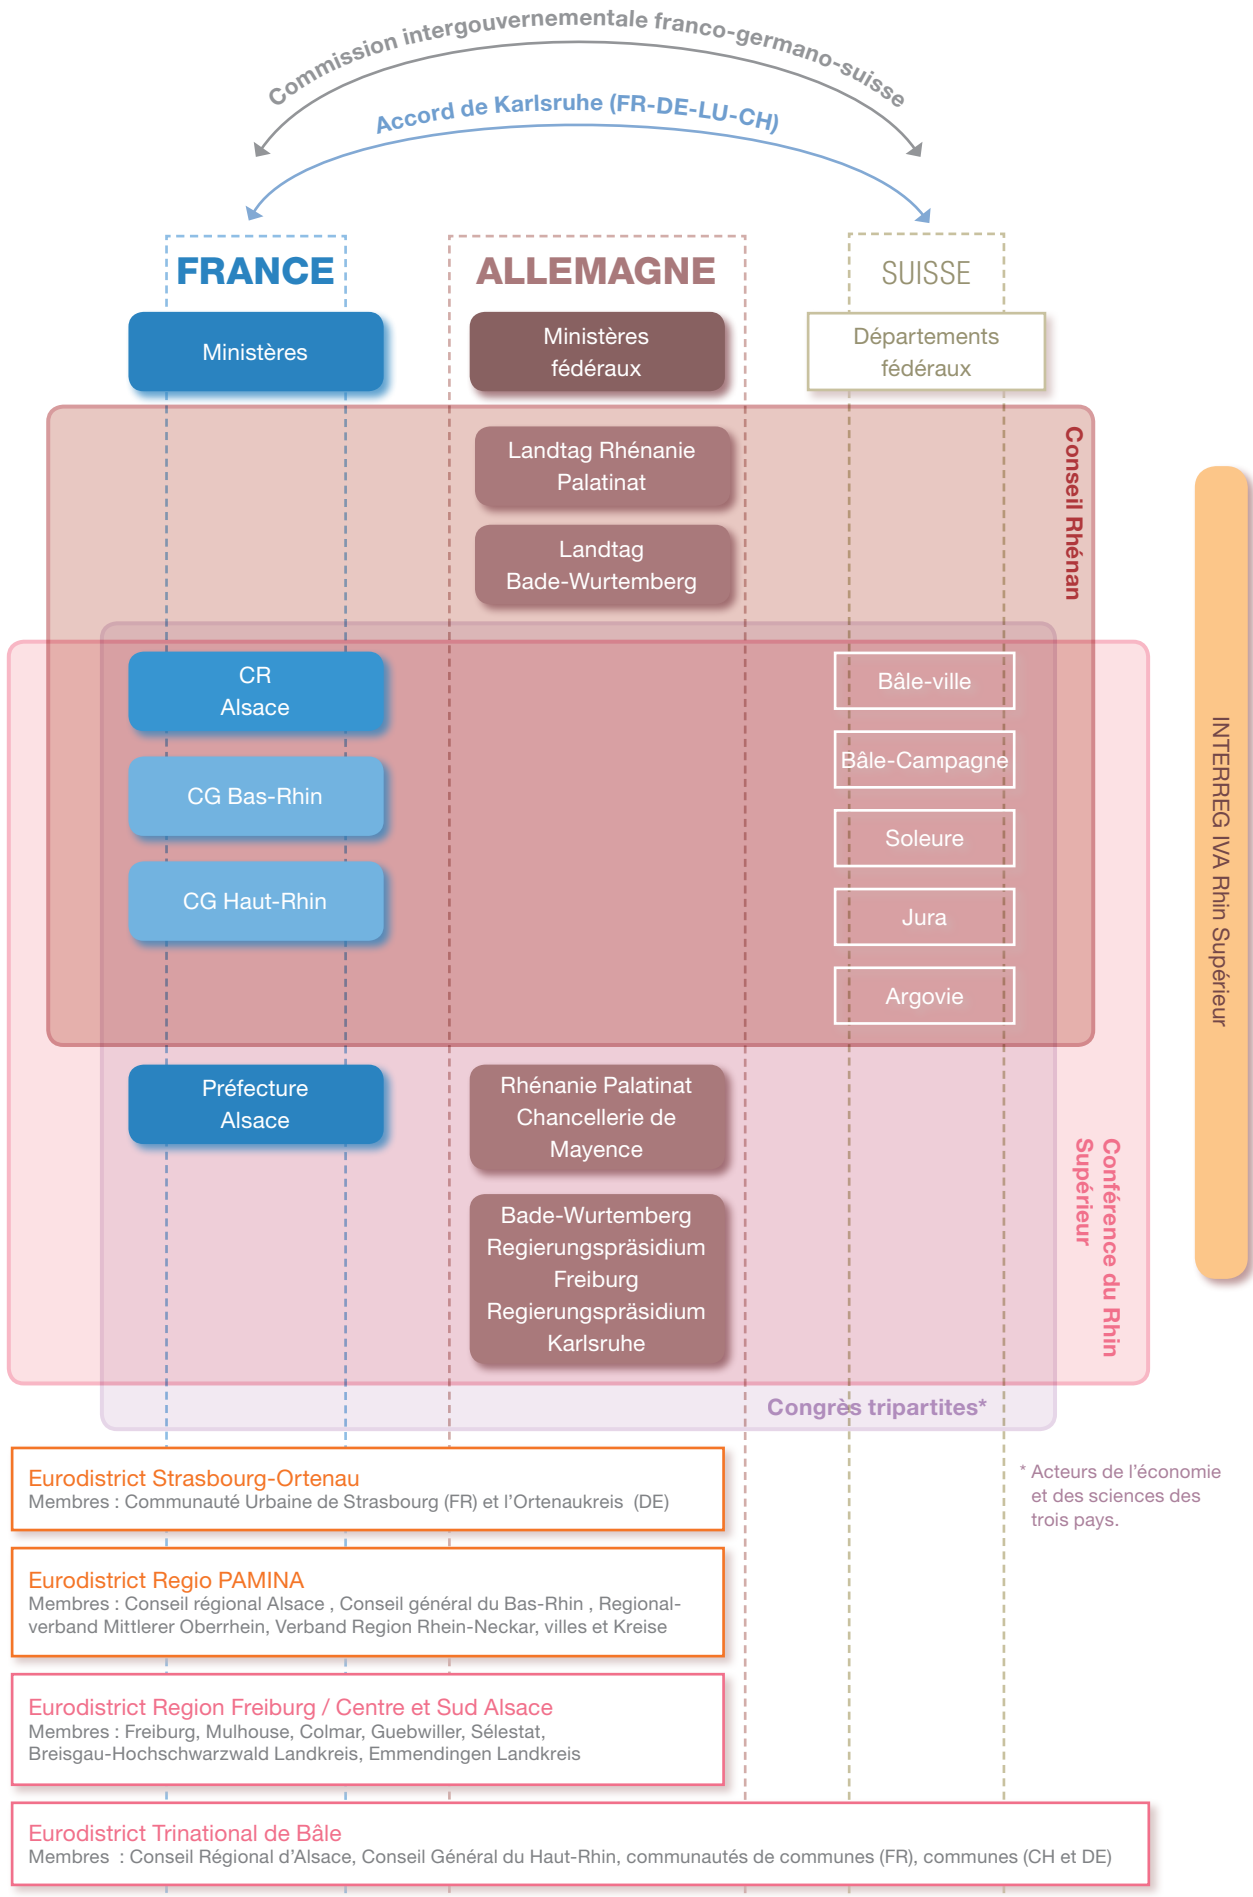 Commission intergouvernementale franco-germano-suisse
Accord de Karlsruhe (FR-DE-LU-CH)
FRANCE
ALLEMAGNE
SUISSE
Ministères
Ministères
fédéraux
Départements
fédéraux
Conseil Rhénan
Landtag Rhénanie
Palatinat
Landtag
Bade-Wurtemberg
INTERREG IVA Rhin Supérieur
CR
Alsace
CG Bas-Rhin
CG Haut-Rhin
Bâle-ville
Bâle-Campagne
Soleure
Jura
Argovie
Préfecture
Alsace
Rhénanie Palatinat
Chancellerie de
Mayence
Bade-Wurtemberg
Regierungspräsidium
Freiburg
Regierungspräsidium
Karlsruhe
Conférence du Rhin
Supérieur
Congrès tripartites*
Eurodistrict Strasbourg-Ortenau
Membres : Communauté Urbaine de Strasbourg (FR) et l'Ortenaukreis (DE)
* Acteurs de l'économie
et des sciences des
trois pays.
Eurodistrict Regio PAMINA
Membres : Conseil régional Alsace , Conseil général du Bas-Rhin , Regional-
verband Mittlerer Oberrhein, Verband Region Rhein-Neckar, villes et Kreise
Eurodistrict Region Freiburg / Centre et Sud Alsace
Membres : Freiburg, Mulhouse, Colmar, Guebwiller, Sélestat,
Breisgau-Hochschwarzwald Landkreis, Emmendingen Landkreis
Eurodistrict Trinational de Bâle
Membres : Conseil Régional d'Alsace, Conseil Général du Haut-Rhin, communautés de communes (FR), communes (CH et DE)